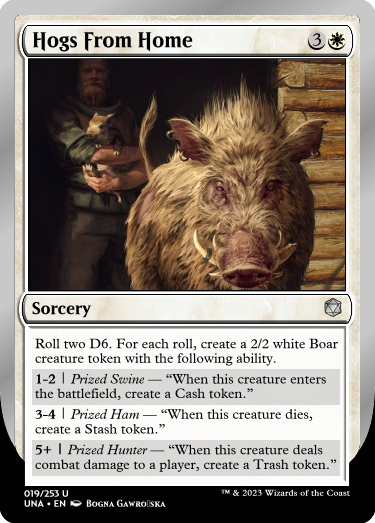 Hogs From Home 3
Sorcery
Roll two D6. For each roll, create a 2/2 white Boar
creature token with the following ability.
1-2 | Prized Swine — “When this creature enters
the battlefield, create a Cash token.”
3-4 | Prized Ham — “When this creature dies,
create a Stash token.”
5+ | Prized Hunter — “When this creature deals
combat damage to a player, create a Trash token.”
019/253 U
™ & 2023 Wizards of the Coast
UNA • EN Bogna Gawrońska